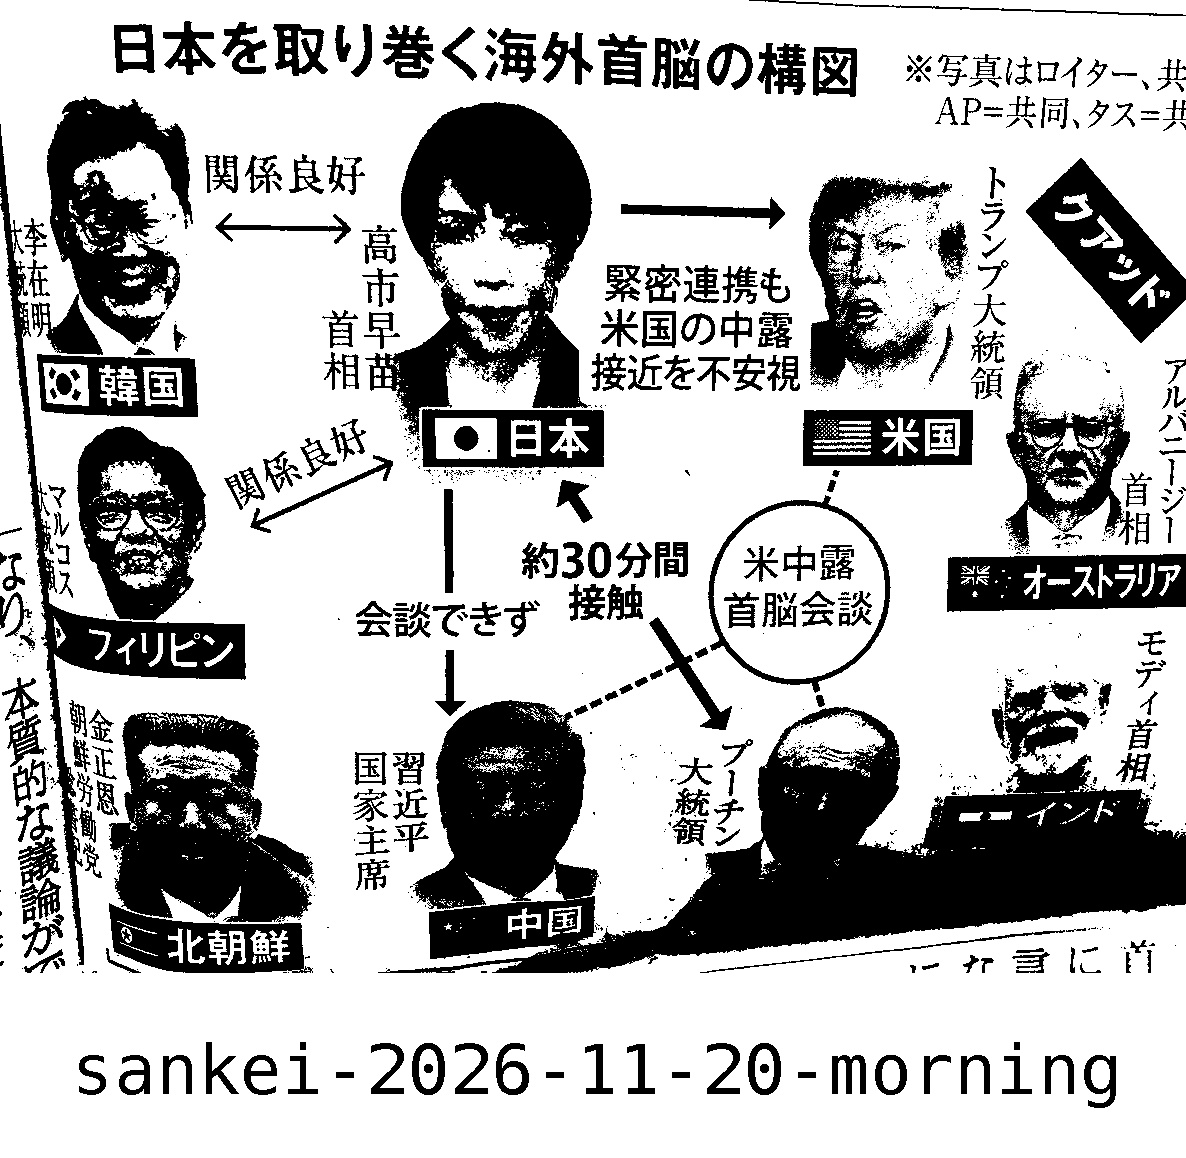 日本を取り巻く海外首脳の構図
※写真はロイター、共
AP=共同、タス=共
関係良好
李在明
韓国
高市早苗
首相
日本
緊密連携も
米国の中露
接近を不安視
トランプ大統領
米国
クアッド
アルバニージー
首相
オーストラリア
関係良好
マルコス
フィリピン
会談できず
約30分間
接触
米中露
首脳会談
モディ首相
インド
金正恩
朝鮮労働党
北朝鮮
習近平
国家主席
中国
プーチン
大統領
なり、
本質的な議論がで
sankei-2026-11-20-morning